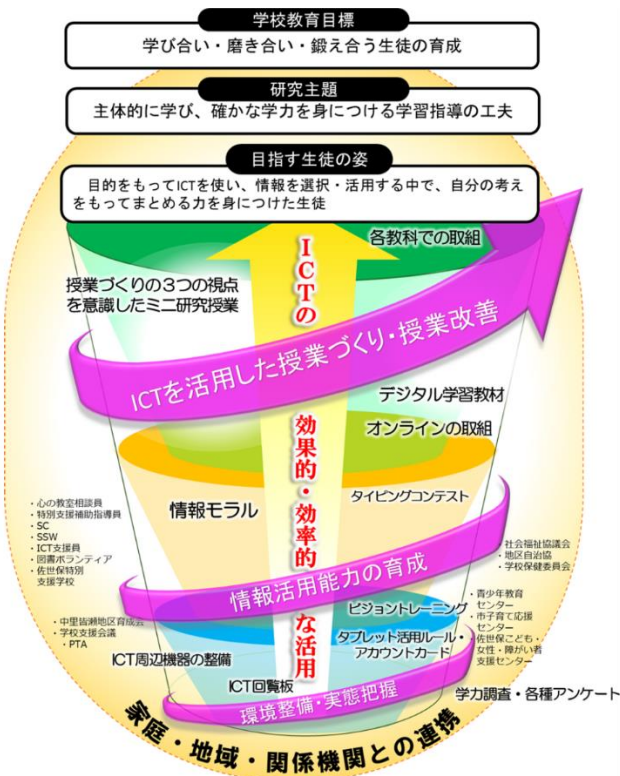 学校教育目標
学び合い・磨き合い・鍛え合う生徒の育成
研究主題
主体的に学び、確かな学力を身につける学習指導の工夫
目指す生徒の姿
目的をもってICTを使い、情報を選択・活用する中で、自分の考え
をもってまとめる力を身につけた生徒
各教科での取組
授業づくりの3つの視点
を意識したミニ研究授業
ICTの
効果的・効率的
な活用
ICTを活用した授業づくり・授業改善
デジタル学習教材
オンラインの取組
タイピングコンテスト
情報モラル
・心の教室相談員
・特別支援補助指導員
・SC
・SSW
・ICT支援員
・図書ボランティア
・佐世保特別
支援学校
社会福祉協議会
・地区自治協
・学校保健委員会
情報活用能力の育成
・中里皆瀬地区育成会
・学校支援会議
・PTA
ビジョントレーニング
タブレット活用ルール・
アカウントカード
・青少年教育
センター
・市子育て応援
センター
・佐世保こども・
女性・障がい者
支援センター
ICT周辺機器の整備
ICT回覧板
環境整備・実態把握
学力調査・各種アンケート
家庭・地域・関係機関との連携